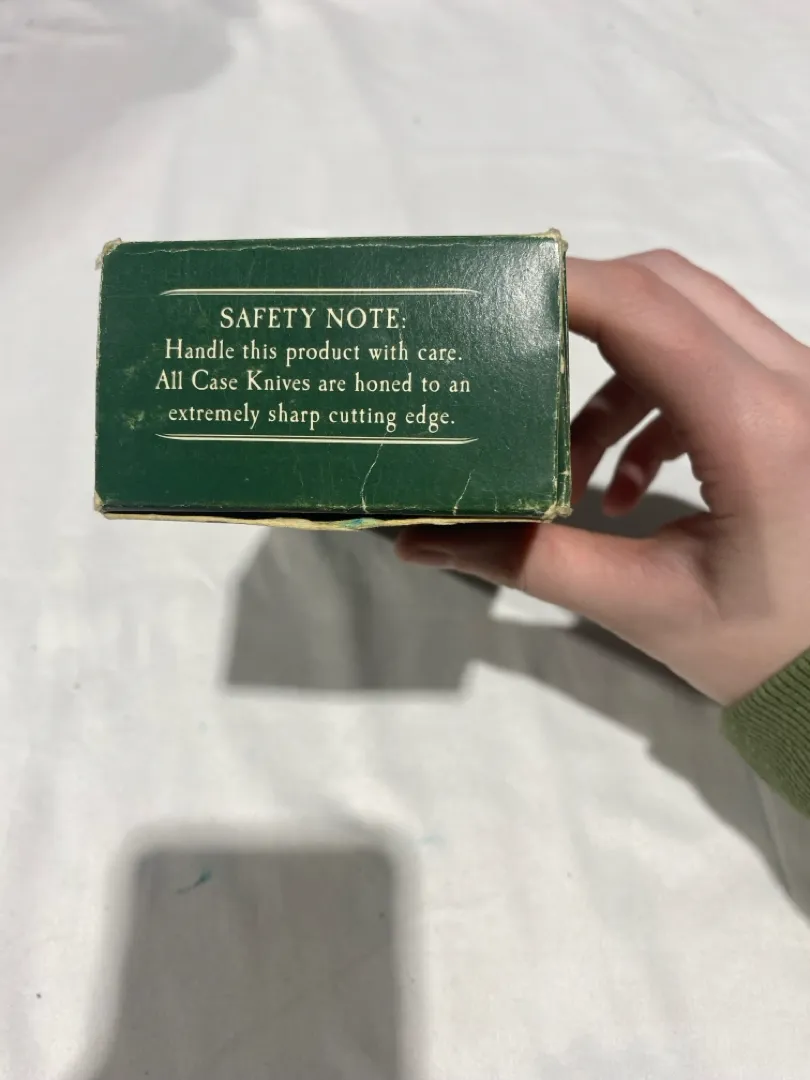 SAFETY NOTE:
Handle this product with care.
All Case Knives are honed to an
extremely sharp cutting edge.